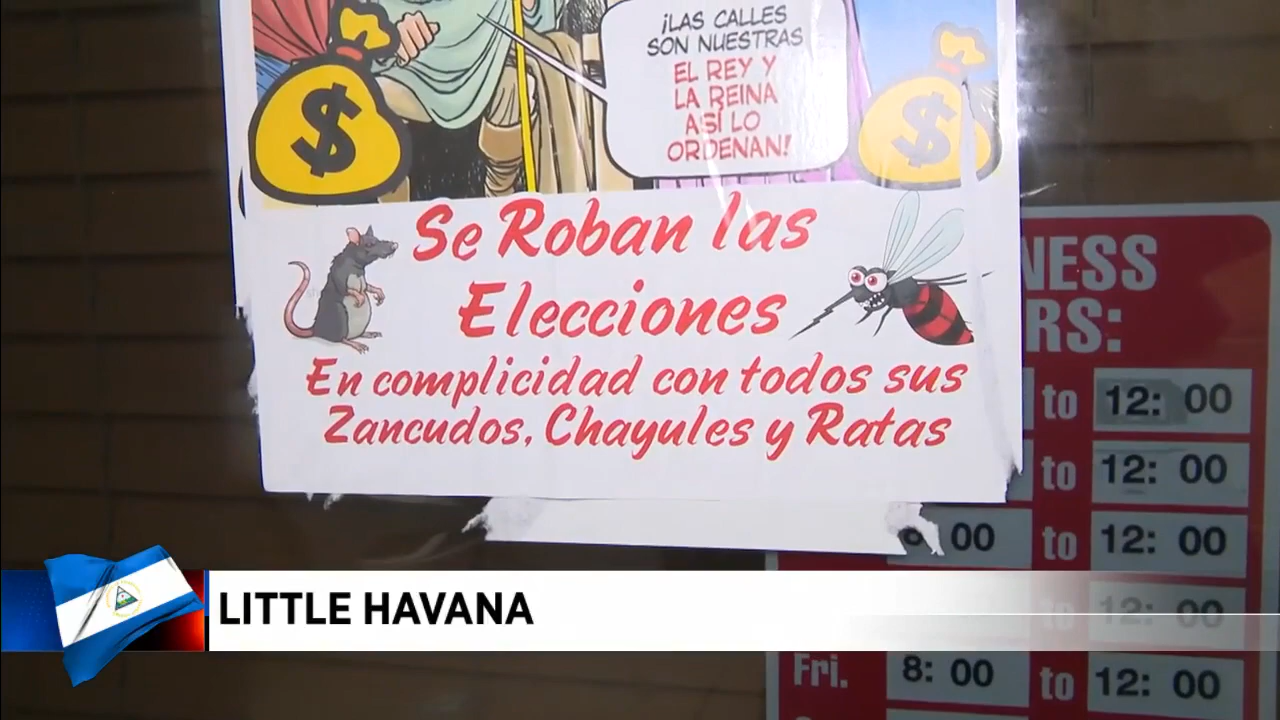 ¡LAS CALLES
SON NUESTRAS
EL REY Y
LA REINA
ASÍ LO
ORDENAN!
$
$
Se Roban las
Elecciones
En complicidad con todos sus
Zancudos, Chayules y Ratas
NESS
RS:
to 12: 00
to 12: 00
00 to 12: 00
12: 00
Fri. 8: 00 to 12: 00
LITTLE HAVANA